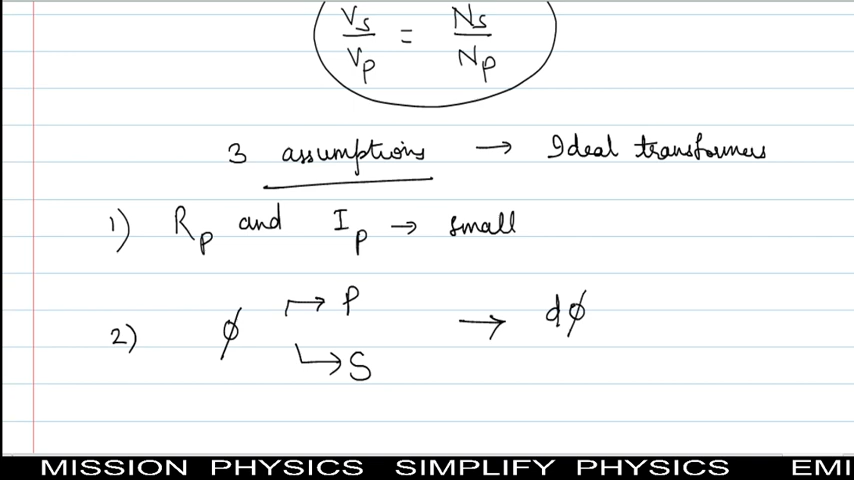 Vs/Vp = Ns/Np
3 assumptions → Ideal transformers
1) Rp and Ip → small
2) ϕ → P → dϕ
→ S
MISSION PHYSICS SIMPLIFY PHYSICS EMI